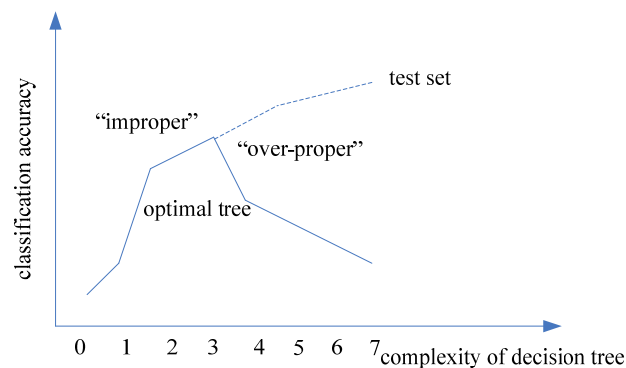 test set
“improper”
“over-proper”
optimal tree
classification accuracy
0 1 2 3 4 5 6 7
complexity of decision tree